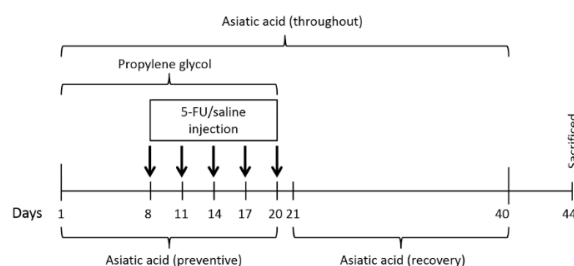 Asiatic acid (throughout)
Propylene glycol
5-FU/saline
injection
Sacrificed
Days 1 8 11 14 17 20 21 40 44
Asiatic acid (preventive) Asiatic acid (recovery)